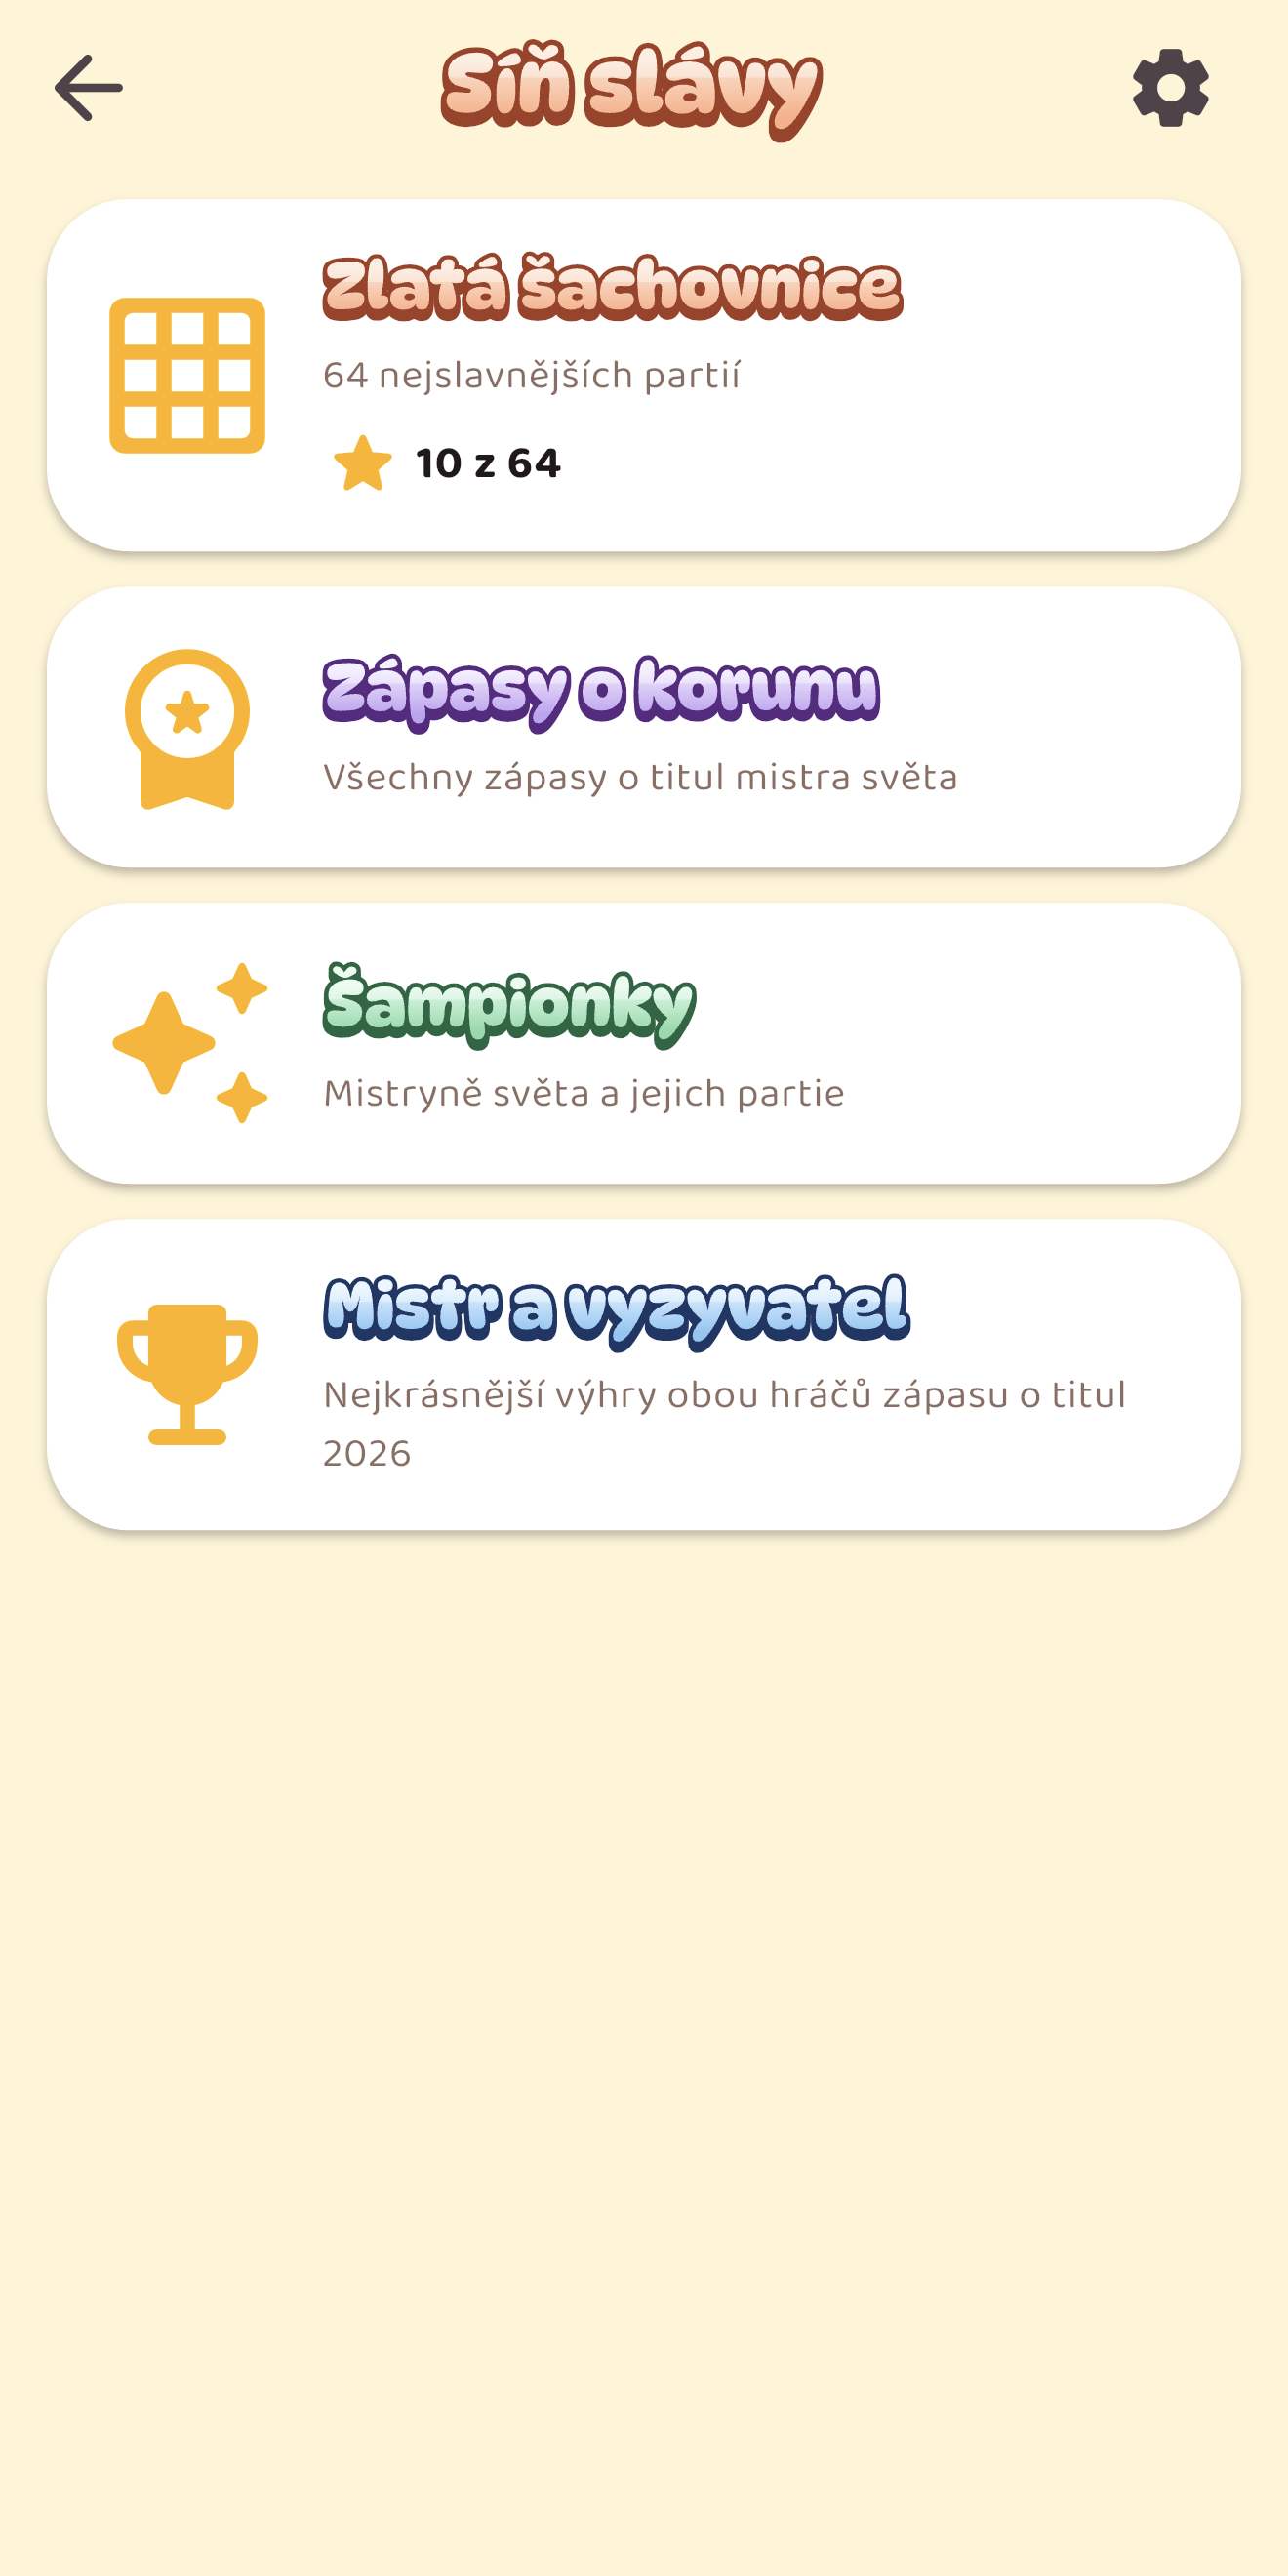 Síň slávy
Zlatá šachovnice
64 nejslavnějších partií
10 z 64
Zápasy o korunu
Všechny zápasy o titul mistra světa
Šampionky
Mistryně světa a jejich partie
Mistr a vyzyvatel
Nejkrásnější výhry obou hráčů zápasu o titul
2026